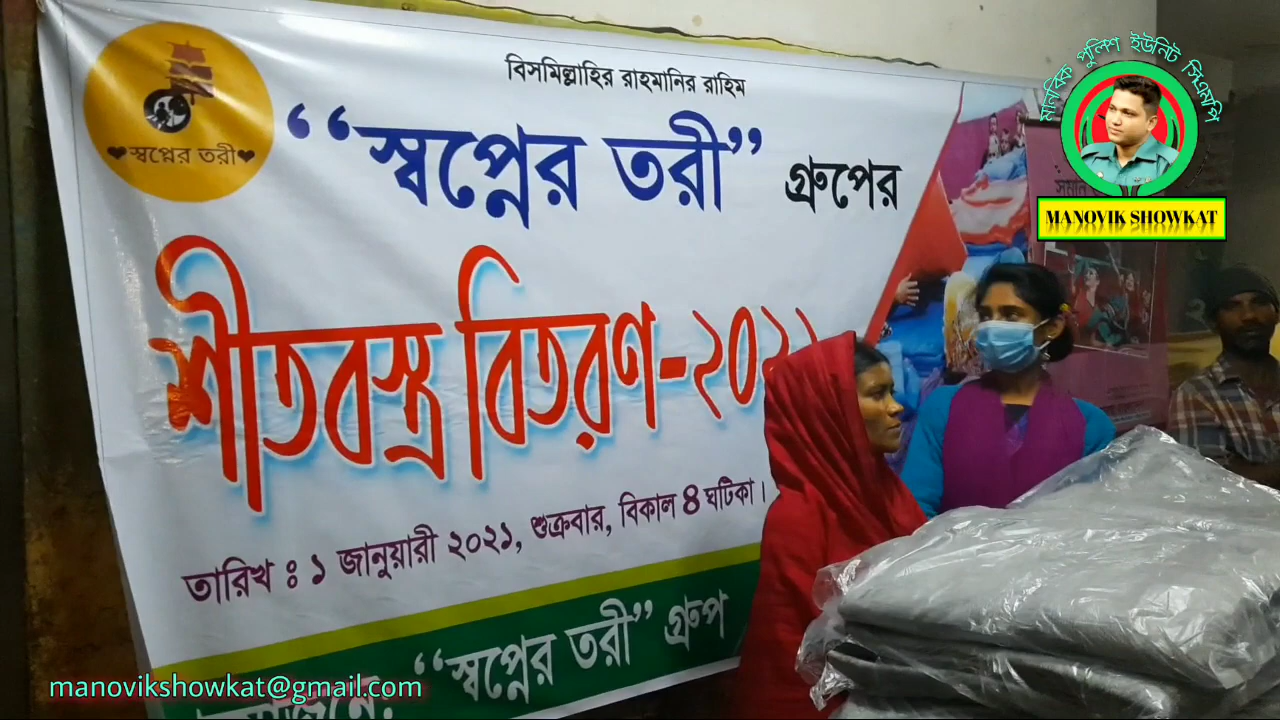 বিসমিল্লাহির রাহমানির রাহিম
স্বপ্নের তরী
‘‘স্বপ্নের তরী’’ গ্রুপের
শীতবস্ত্র বিতরণ-২০২১
তারিখ : ১ জানুয়ারী ২০২১, শুক্রবার, বিকাল ৪ ঘটিকা।
‘‘স্বপ্নের তরী’’ গ্রুপ
মানবিক পুলিশ ইউনিট সিএমপি
MANOVIK SHOWKAT
manovikshowkat@gmail.com